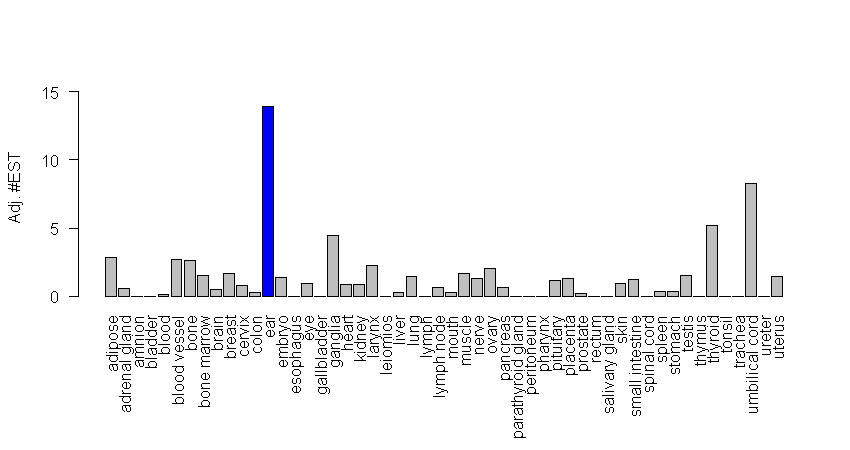 Adj. #EST
15
10
5
0
adipose
adrenal gland
amnion
bladder
blood
blood vessel
bone
bone marrow
brain
breast
cervix
colon
ear
embryo
esophagus
eye
gallbladder
ganglia
heart
kidney
larynx
leiomios
liver
lung
lymph
lymph node
mouth
muscle
nerve
ovary
pancreas
parathyroid gland
peritoneum
pharynx
pituitary
placenta
prostate
rectum
salivary gland
skin
small intestine
spinal cord
spleen
stomach
testis
thymus
thyroid
tonsil
trachea
umbilical cord
ureter
uterus